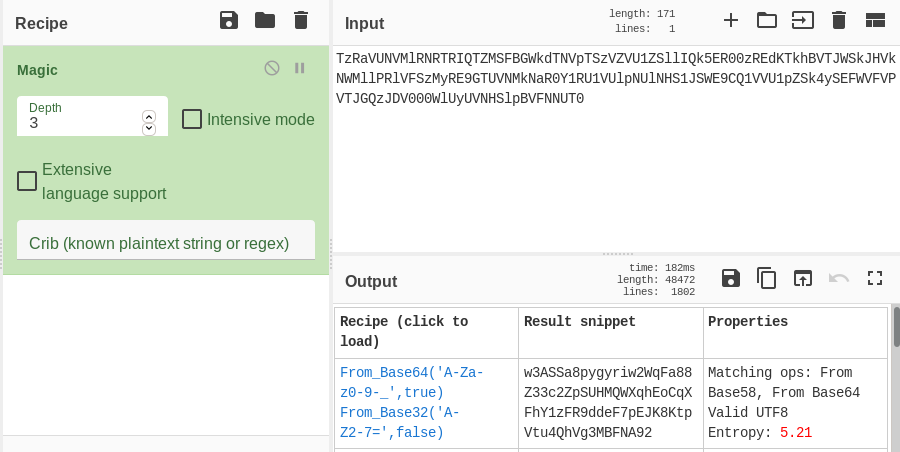 Recipe
Magic
Depth
3
Intensive mode
Extensive
language support
Crib (known plaintext string or regex)
Input
length: 171
lines: 1
TzRaVUNVMlRNRTRIQTZMSFBGWkdTNVpTSzVZVU1ZSllIQk5ER00zREdKTkhBVTJWSkJHVk
NWMllPRlVFSzMyRE9GTUVNMkNaR0Y1RU1VUlpNUlNHS1JSWE9CQ1VVU1pZSk4ySEFWVFVP
VTJGQzJDV000WlUyUVNHSlpBVFNNUT0
Output
time: 182ms
length: 48472
lines: 1802
Recipe (click to
load)
Result snippet
Properties
From_Base64('A-Za-
z0-9-_',true)
From_Base32('A-
Z2-7=',false)
w3ASSa8pygyriw2WqFa88
Z33c2ZpSUHMQWXqhEoCqX
FhY1zFR9ddeF7pEJK8Ktp
Vtu4QhVg3MBFNA92
Matching ops: From
Base58, From Base64
Valid UTF8
Entropy: 5.21